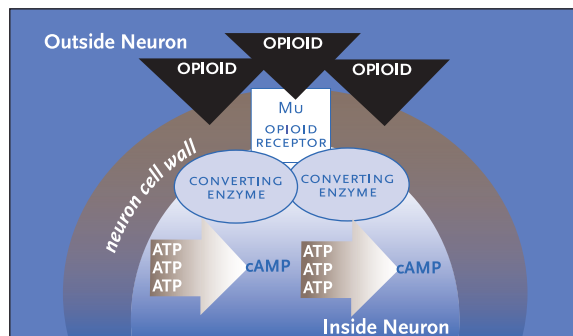 Outside Neuron
OPIOID
OPIOID
OPIOID
Mu
OPIOID
RECEPTOR
neuron cell wall
CONVERTING
ENZYME
CONVERTING
ENZYME
ATP
ATP
ATP
cAMP
ATP
ATP
ATP
cAMP
Inside Neuron